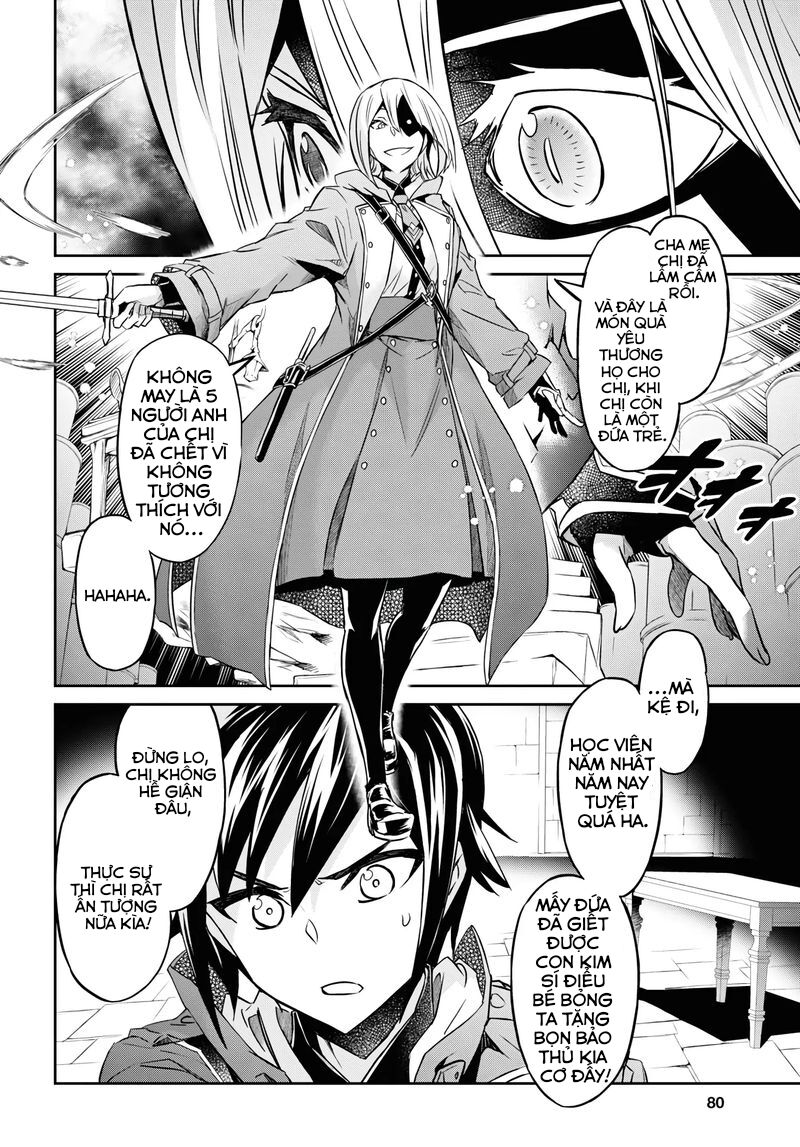 CHA MẸ
CHỊ ĐÃ
LẨM CẨM
RỒI.
VÀ ĐÂY LÀ
MÓN QUÀ
YÊU
THƯƠNG
HỌ CHO
CHỊ, KHI
CHỊ CÒN
LÀ MỘT
ĐỨA TRẺ.
KHÔNG
MAY LÀ 5
NGƯỜI ANH
CỦA CHỊ
ĐÃ CHẾT VÌ
KHÔNG
TƯƠNG
THÍCH VỚI
NÓ...
HAHAHA.
...MÀ
KỆ ĐI,
HỌC VIÊN
NĂM NHẤT
NĂM NAY
TUYỆT
QUÁ HA.
MẤY ĐỨA
ĐÃ GIẾT
ĐƯỢC
CON KIM
SÍ ĐIỂU
BÉ BỎNG
TA TẶNG
BỌN BẢO
THỦ KIA
CƠ ĐẤY!
ĐỪNG LO,
CHỊ KHÔNG
HỀ GIẬN
ĐÂU,
THỰC SỰ
THÌ CHỊ RẤT
ẤN TƯỢNG
NỮA KÌA!
80